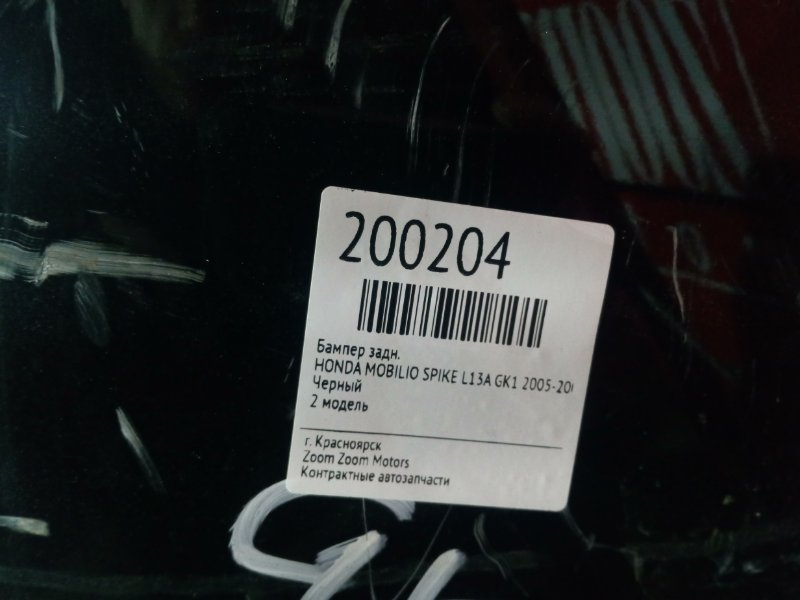 200204
Бампер задн.
HONDA MOBILIO SPIKE L13A GK1 2005-20
Черный
2 модель
г. Красноярск
Zoom Zoom Motors
Контрактные автозапчасти